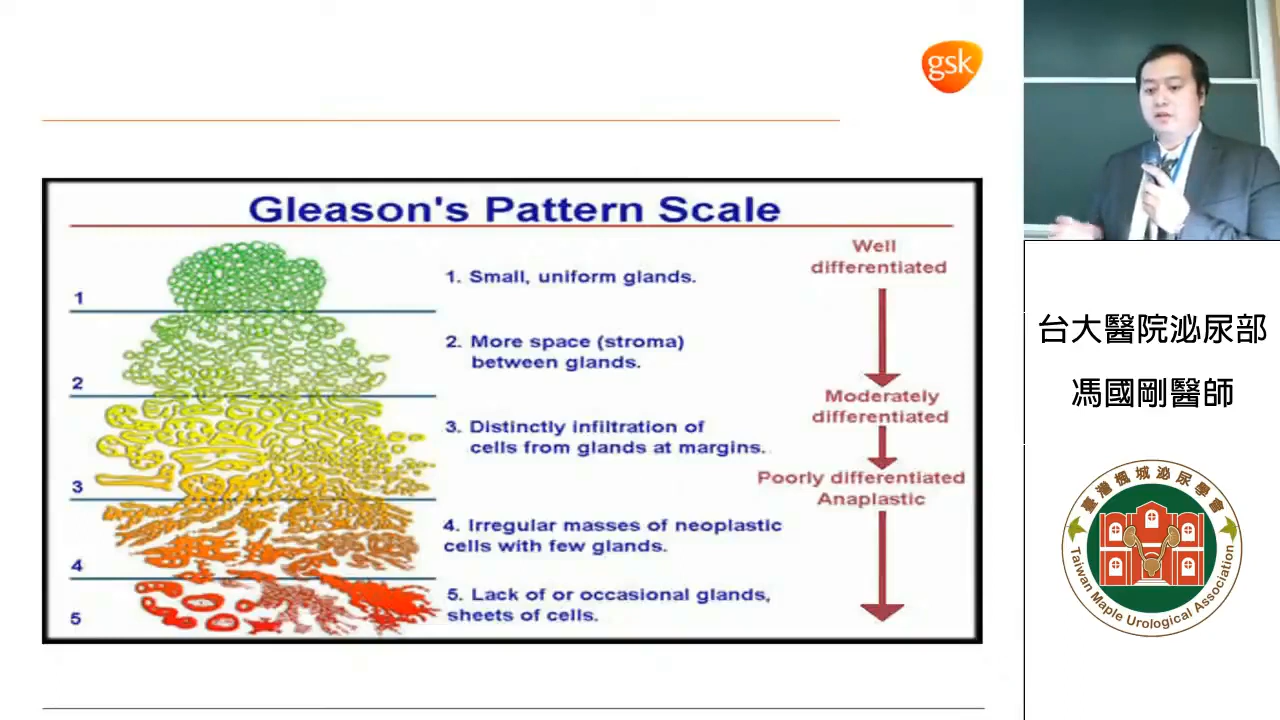 gsk
Gleason's Pattern Scale
1
1. Small, uniform glands.
2
2. More space (stroma)
between glands.
3
3. Distinctly infiltration of
cells from glands at margins.
4
4. Irregular masses of neoplastic
cells with few glands.
5
5. Lack of or occasional glands,
sheets of cells.
Well
differentiated
Moderately
differentiated
Poorly differentiated
Anaplastic
台大醫院泌尿部
馮國剛醫師
臺灣楓城泌尿學會
Taiwan Maple Urological Association